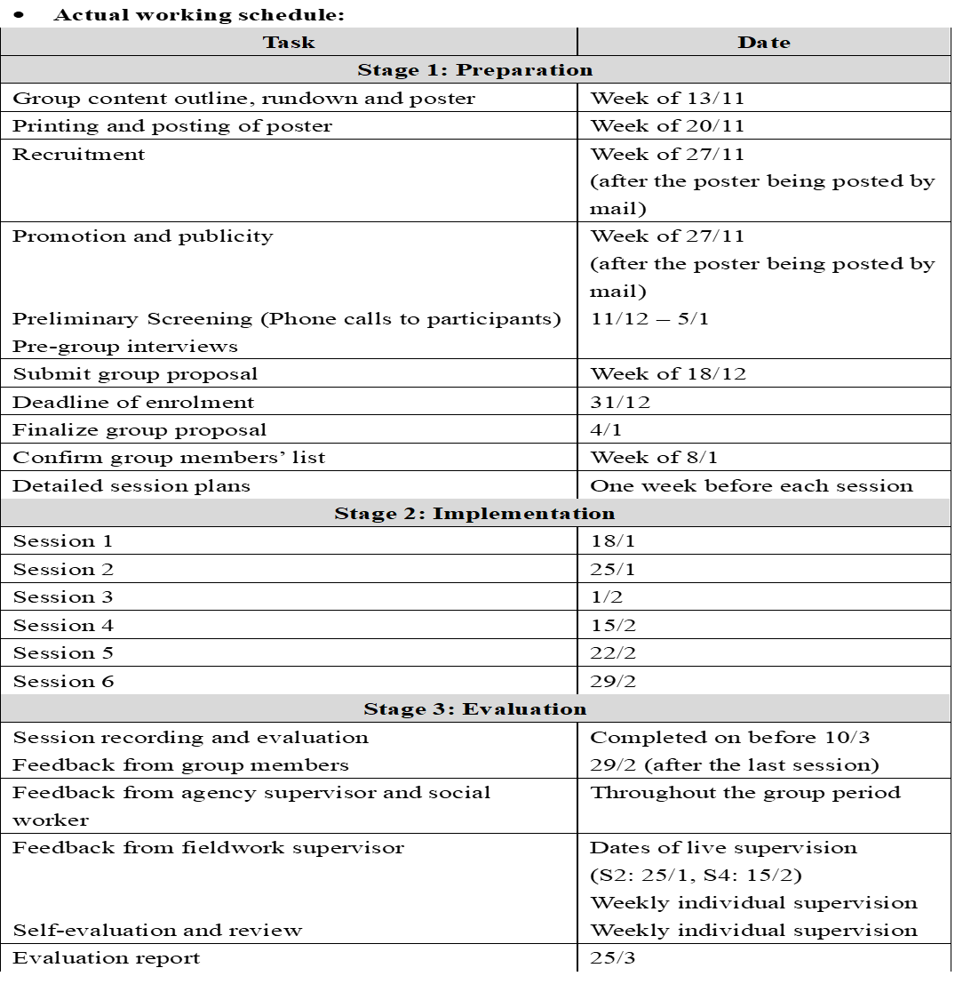 • Actual working schedule:
Task Date
Stage 1: Preparation
Group content outline, rundown and poster Week of 13/11
Printing and posting of poster Week of 20/11
Recruitment Week of 27/11
(after the poster being posted by
mail)
Promotion and publicity Week of 27/11
(after the poster being posted by
mail)
Preliminary Screening (Phone calls to participants) 11/12 – 5/1
Pre-group interviews
Submit group proposal Week of 18/12
Deadline of enrolment 31/12
Finalize group proposal 4/1
Confirm group members’ list Week of 8/1
Detailed session plans One week before each session
Stage 2: Implementation
Session 1 18/1
Session 2 25/1
Session 3 1/2
Session 4 15/2
Session 5 22/2
Session 6 29/2
Stage 3: Evaluation
Session recording and evaluation Completed on before 10/3
Feedback from group members 29/2 (after the last session)
Feedback from agency supervisor and social Throughout the group period
worker
Feedback from fieldwork supervisor Dates of live supervision
(S2: 25/1, S4: 15/2)
Weekly individual supervision
Self-evaluation and review Weekly individual supervision
Evaluation report 25/3